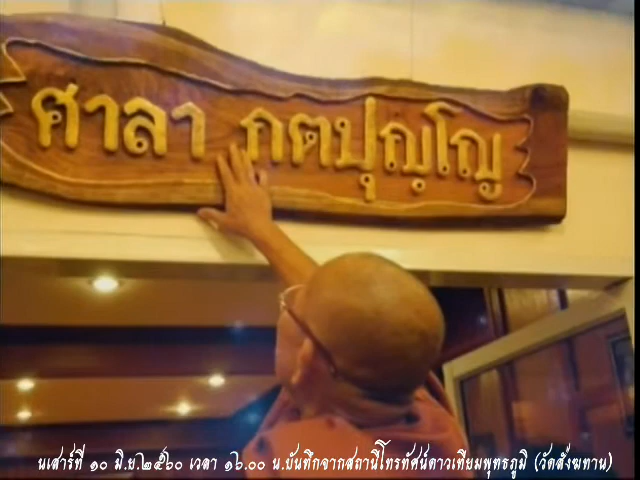 ศาลา กตปุญฺโญ
นเสาร์ที่ ๑๐ มิ.ย.๒๕๖๐ เวลา ๑๖.๐๐ น.บันทึกจากสถานีโทรทัศน์ดาวเทียมพุทธภูมิ (วัดสังฆทาน)